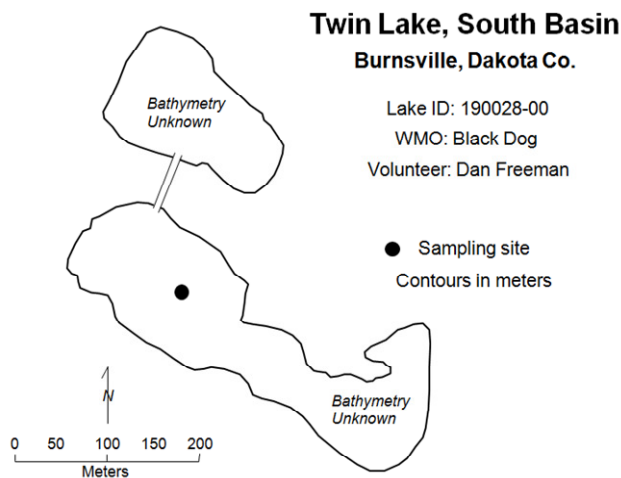 Twin Lake, South Basin
Burnsville, Dakota Co.
Lake ID: 190028-00
WMO: Black Dog
Volunteer: Dan Freeman
Bathymetry
Unknown
Sampling site
Contours in meters
N
Bathymetry
Unknown
0 50 100 150 200
Meters